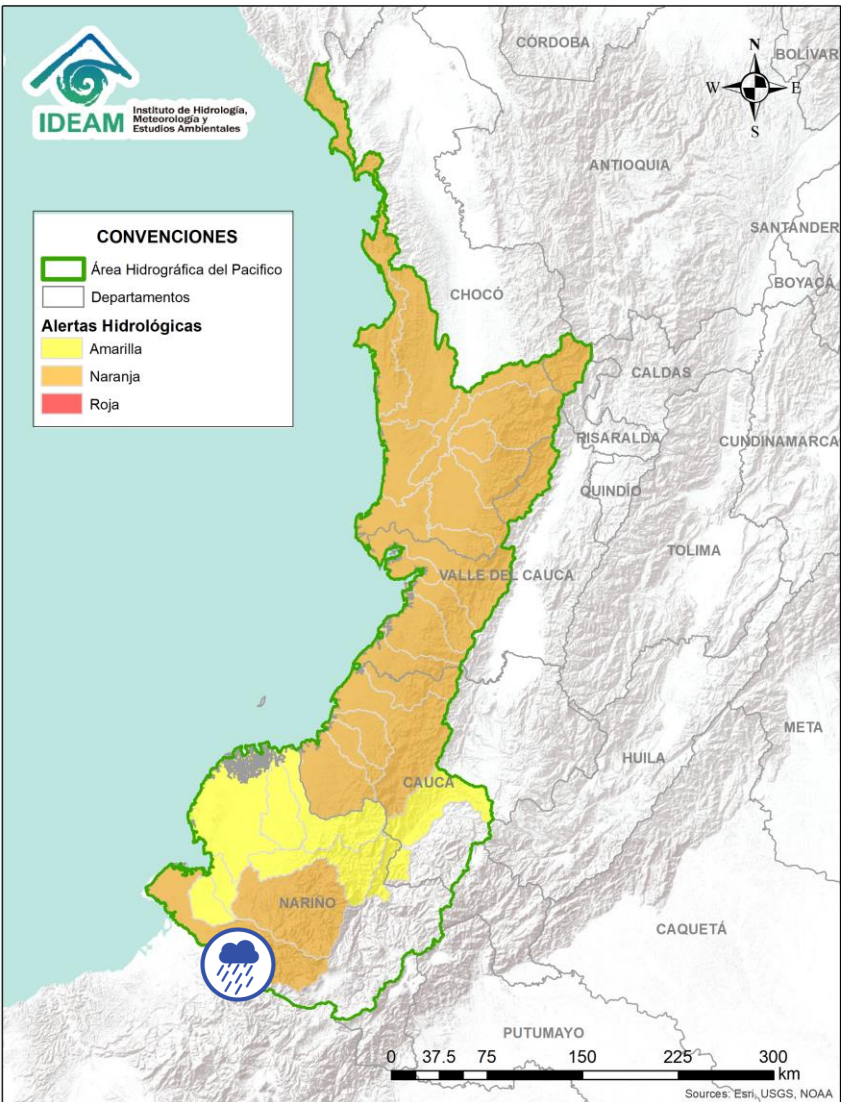 IDEAM
Instituto de Hidrología,
Meteorología y
Estudios Ambientales
CÓRDOBA
BOLÍVAR
N
W
E
S
ANTIOQUIA
SANTANDER
BOYACÁ
CONVENCIONES
Área Hidrográfica del Pacifico
Departamentos
Alertas Hidrológicas
Amarilla
Naranja
Roja
CHOCÓ
CALDAS
RISARALDA
CUNDINAMARCA
QUINDÍO
TOLIMA
VALLE DEL CAUCA
META
HUILA
CAUCA
NARIÑO
CAQUETÁ
PUTUMAYO
0 37.5 75 150 225 300
km
Sources: Esri, USGS, NOAA